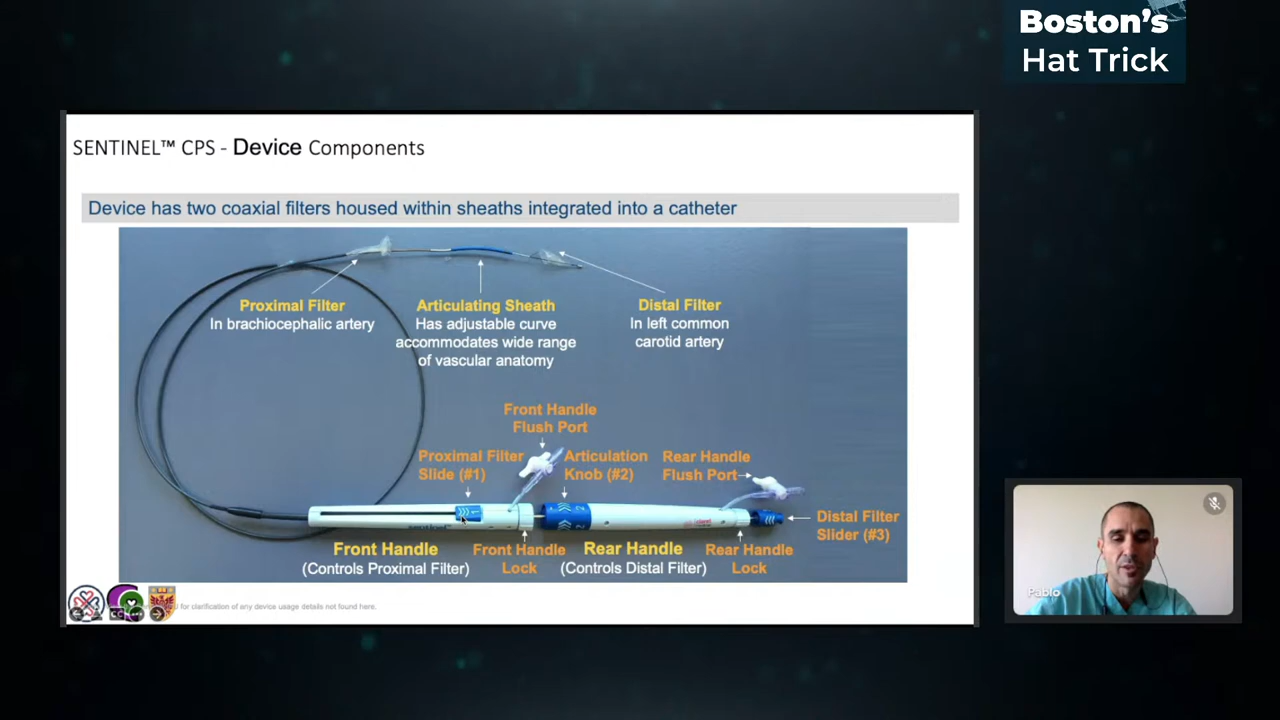 Boston's
Hat Trick
SENTINEL™ CPS - Device Components
Device has two coaxial filters housed within sheaths integrated into a catheter
Proximal Filter
In brachiocephalic artery
Articulating Sheath
Has adjustable curve
accommodates wide range
of vascular anatomy
Distal Filter
In left common
carotid artery
Front Handle
Flush Port
Proximal Filter
Slide (#1)
Articulation
Knob (#2)
Rear Handle
Flush Port
1
2
2
Distal Filter
Slider (#3)
Front Handle
(Controls Proximal Filter)
Front Handle
Lock
Rear Handle
(Controls Distal Filter)
Rear Handle
Lock
for clarification of any device usage details not found here.
CC
Pablo